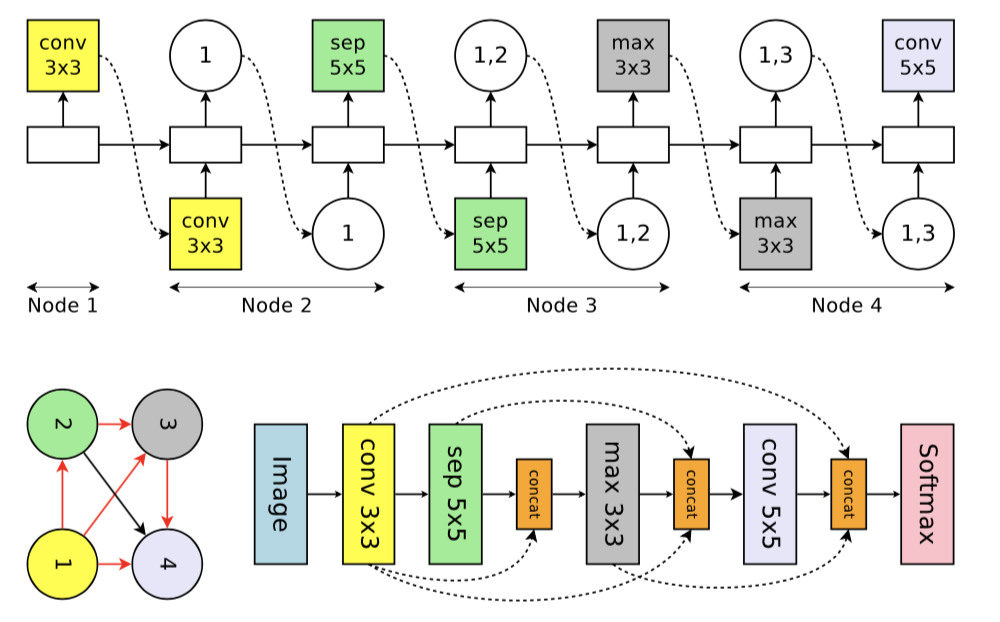 conv
3x3
1
sep
5x5
1,2
max
3x3
1,3
conv
5x5
conv
3x3
1
sep
5x5
1,2
max
3x3
1,3
Node 1
Node 2
Node 3
Node 4
2
3
1
4
Image
conv 3x3
sep 5x5
concat
max 3x3
concat
conv 5x5
concat
Softmax